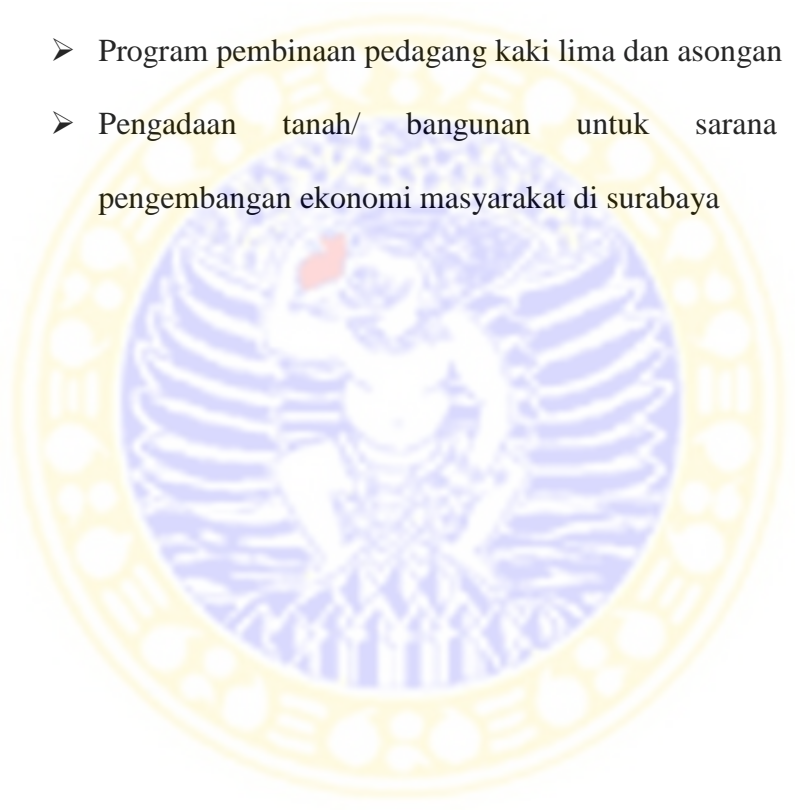 ➢ Program pembinaan pedagang kaki lima dan asongan
➢ Pengadaan tanah/ bangunan untuk sarana
pengembangan ekonomi masyarakat di surabaya